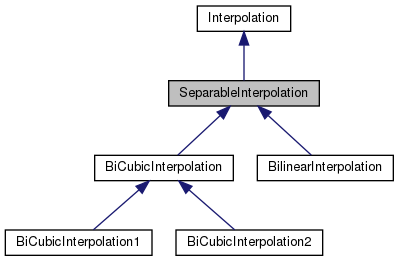 Interpolation
SeparableInterpolation
BiCubicInterpolation
BilinearInterpolation
BiCubicInterpolation1
BiCubicInterpolation2